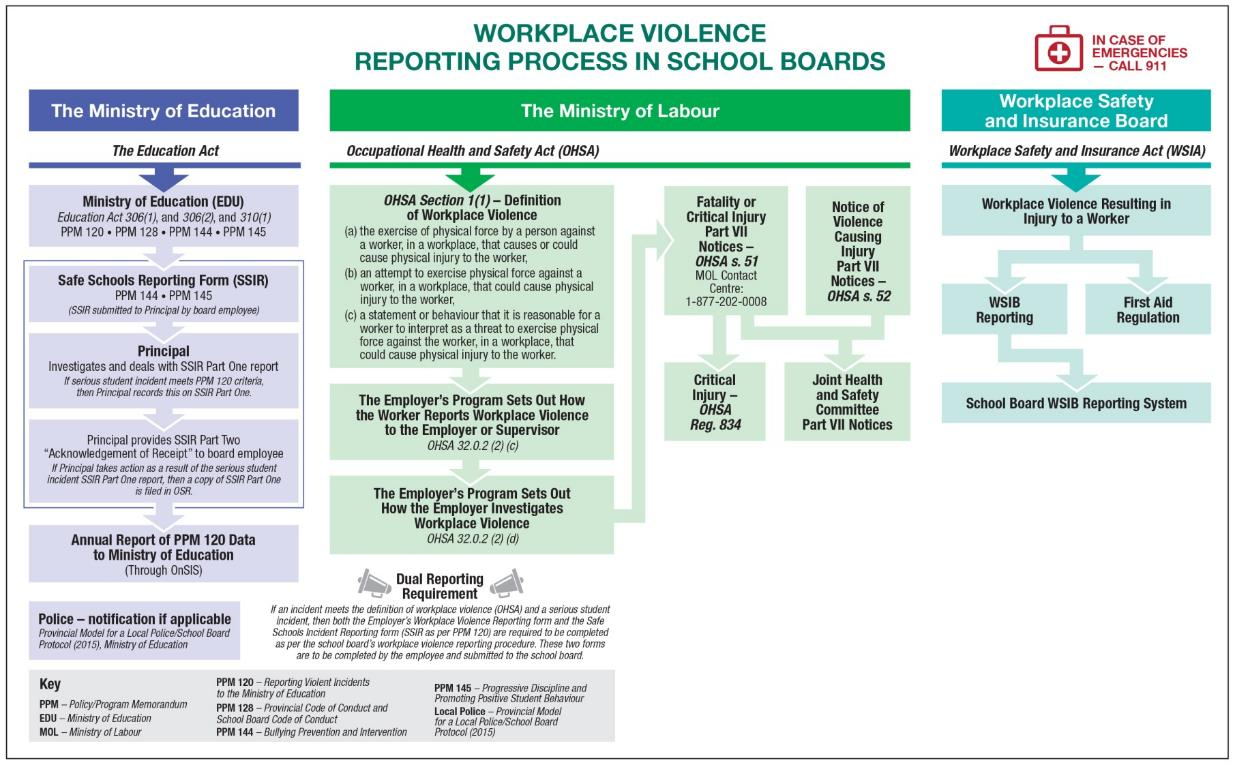 WORKPLACE VIOLENCE
REPORTING PROCESS IN SCHOOL BOARDS
IN CASE OF
EMERGENCIES
– CALL 911
The Ministry of Education
The Education Act
Ministry of Education (EDU)
Education Act 306(1), and 306(2), and 310(1)
PPM 120 • PPM 128 • PPM 144 • PPM 145
Safe Schools Reporting Form (SSIR)
PPM 144 • PPM 145
(SSIR submitted to Principal by board employee)
Principal
Investigates and deals with SSIR Part One report
If serious student incident meets PPM 120 criteria,
then Principal records this on SSIR Part One.
Principal provides SSIR Part Two
“Acknowledgement of Receipt” to board employee
If Principal takes action as a result of the serious student
incident SSIR Part One report, then a copy of SSIR Part One
is filed in OSR.
Annual Report of PPM 120 Data
to Ministry of Education
(Through OnSIS)
Police – notification if applicable
Provincial Model for a Local Police/School Board
Protocol (2015), Ministry of Education
The Ministry of Labour
Occupational Health and Safety Act (OHSA)
OHSA Section 1(1) – Definition
of Workplace Violence
(a) the exercise of physical force by a person against
a worker, in a workplace, that causes or could
cause physical injury to the worker,
(b) an attempt to exercise physical force against a
worker, in a workplace, that could cause physical
injury to the worker,
(c) a statement or behaviour that it is reasonable for a
worker to interpret as a threat to exercise physical
force against the worker, in a workplace, that
could cause physical injury to the worker.
The Employer’s Program Sets Out How
the Worker Reports Workplace Violence
to the Employer or Supervisor
OHSA 32.0.2 (2) (c)
The Employer’s Program Sets Out
How the Employer Investigates
Workplace Violence
OHSA 32.0.2 (2) (d)
Fatality or
Critical Injury
Part VII
Notices –
OHSA s. 51
MOL Contact
Centre:
1-877-202-0008
Notice of
Violence
Causing
Injury
Part VII
Notices –
OHSA s. 52
Critical
Injury –
OHSA
Reg. 834
Joint Health
and Safety
Committee
Part VII Notices
Dual Reporting
Requirement
If an incident meets the definition of workplace violence (OHSA) and a serious student
incident, then both the Employer’s Workplace Violence Reporting form and the Safe
Schools Incident Reporting form (SSIR as per PPM 120) are required to be completed
as per the school board’s workplace violence reporting procedure. These two forms
are to be completed by the employee and submitted to the school board.
Workplace Safety
and Insurance Board
Workplace Safety and Insurance Act (WSIA)
Workplace Violence Resulting in
Injury to a Worker
WSIB
Reporting
First Aid
Regulation
School Board WSIB Reporting System
Key
PPM – Policy/Program Memorandum
EDU – Ministry of Education
MOL – Ministry of Labour
PPM 120 – Reporting Violent Incidents
to the Ministry of Education
PPM 128 – Provincial Code of Conduct and
School Board Code of Conduct
PPM 144 – Bullying Prevention and Intervention
PPM 145 – Progressive Discipline and
Promoting Positive Student Behaviour
Local Police – Provincial Model
for a Local Police/School Board
Protocol (2015)